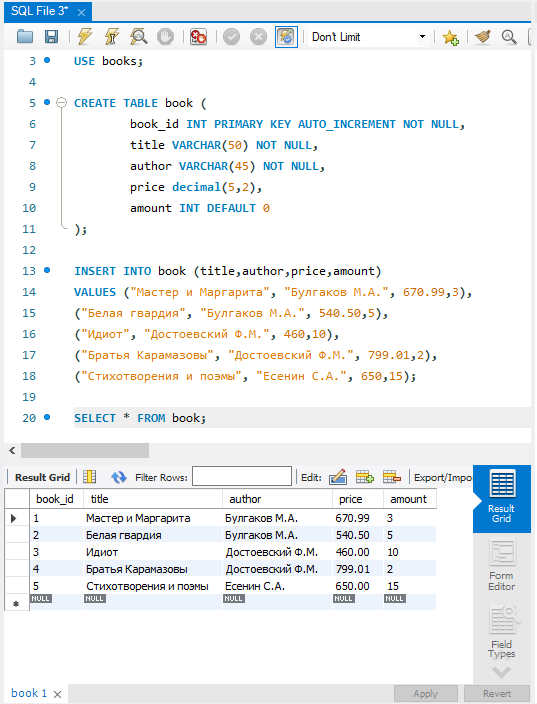 SQL File 3*
Don't Limit
3 USE books;
4
5 CREATE TABLE book (
6 book_id INT PRIMARY KEY AUTO_INCREMENT NOT NULL,
7 title VARCHAR(50) NOT NULL,
8 author VARCHAR(45) NOT NULL,
9 price decimal(5,2),
10 amount INT DEFAULT 0
11 );
12
13 INSERT INTO book (title,author,price,amount)
14 VALUES ("Мастер и Маргарита", "Булгаков М.А.", 670.99,3),
15 ("Белая гвардия", "Булгаков М.А.", 540.50,5),
16 ("Идиот", "Достоевский Ф.М.", 460,10),
17 ("Братья Карамазовы", "Достоевский Ф.М.", 799.01,2),
18 ("Стихотворения и поэмы", "Есенин С.А.", 650,15);
19
20 SELECT * FROM book;
Result Grid Filter Rows: Edit: Export/Impo
book_id title author price amount
1 Мастер и Маргарита Булгаков М.А. 670.99 3
2 Белая гвардия Булгаков М.А. 540.50 5
3 Идиот Достоевский Ф.М. 460.00 10
4 Братья Карамазовы Достоевский Ф.М. 799.01 2
5 Стихотворения и поэмы Есенин С.А. 650.00 15
NULL NULL NULL NULL NULL
Result
Grid
Form
Editor
Field
Types
book 1
Apply Revert